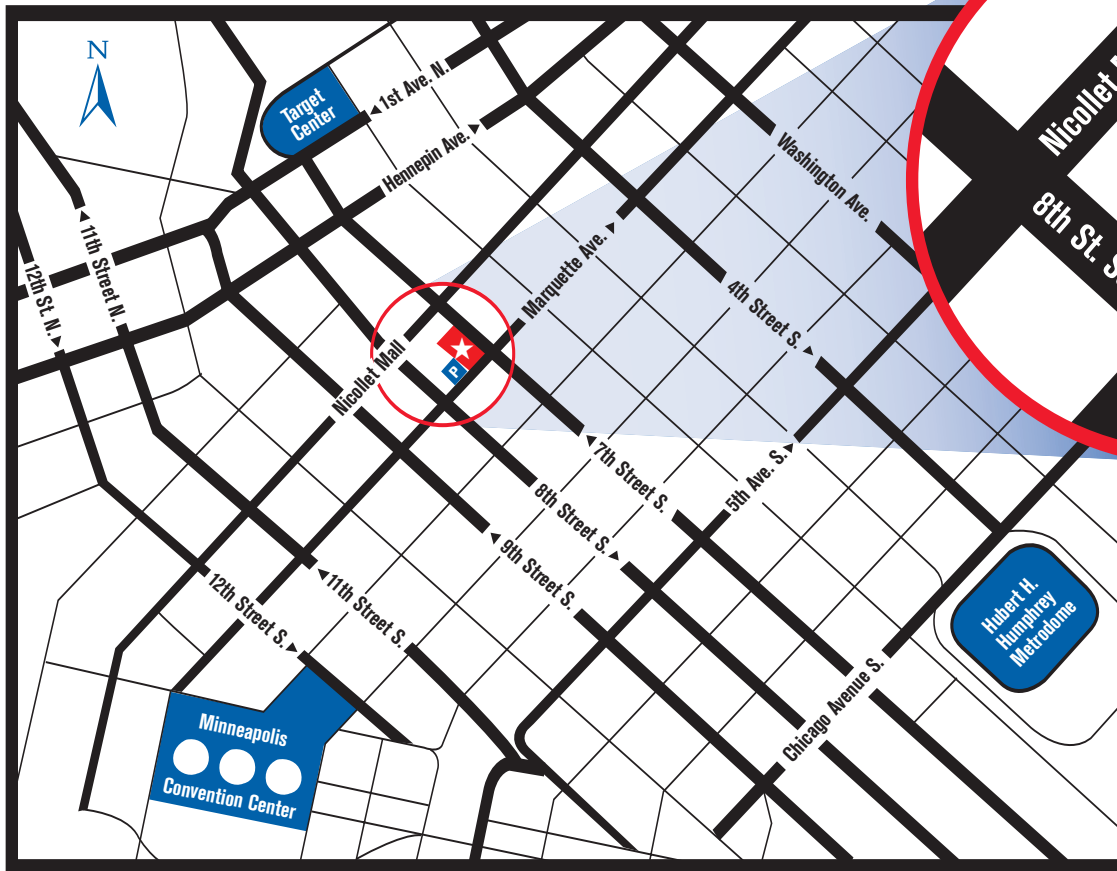 N
Target
Center
1st Ave. N.
Hennepin Ave.
Washington Ave.
Nicollet
8th St. S
11th Street N.
12th St. N.
Marquette Ave.
4th Street S.
P
Nicollet Mall
7th Street S.
5th Ave. S.
8th Street S.
9th Street S.
11th Street S.
12th Street S.
Hubert H.
Humphrey
Metrodome
Chicago Avenue S.
Minneapolis
Convention Center